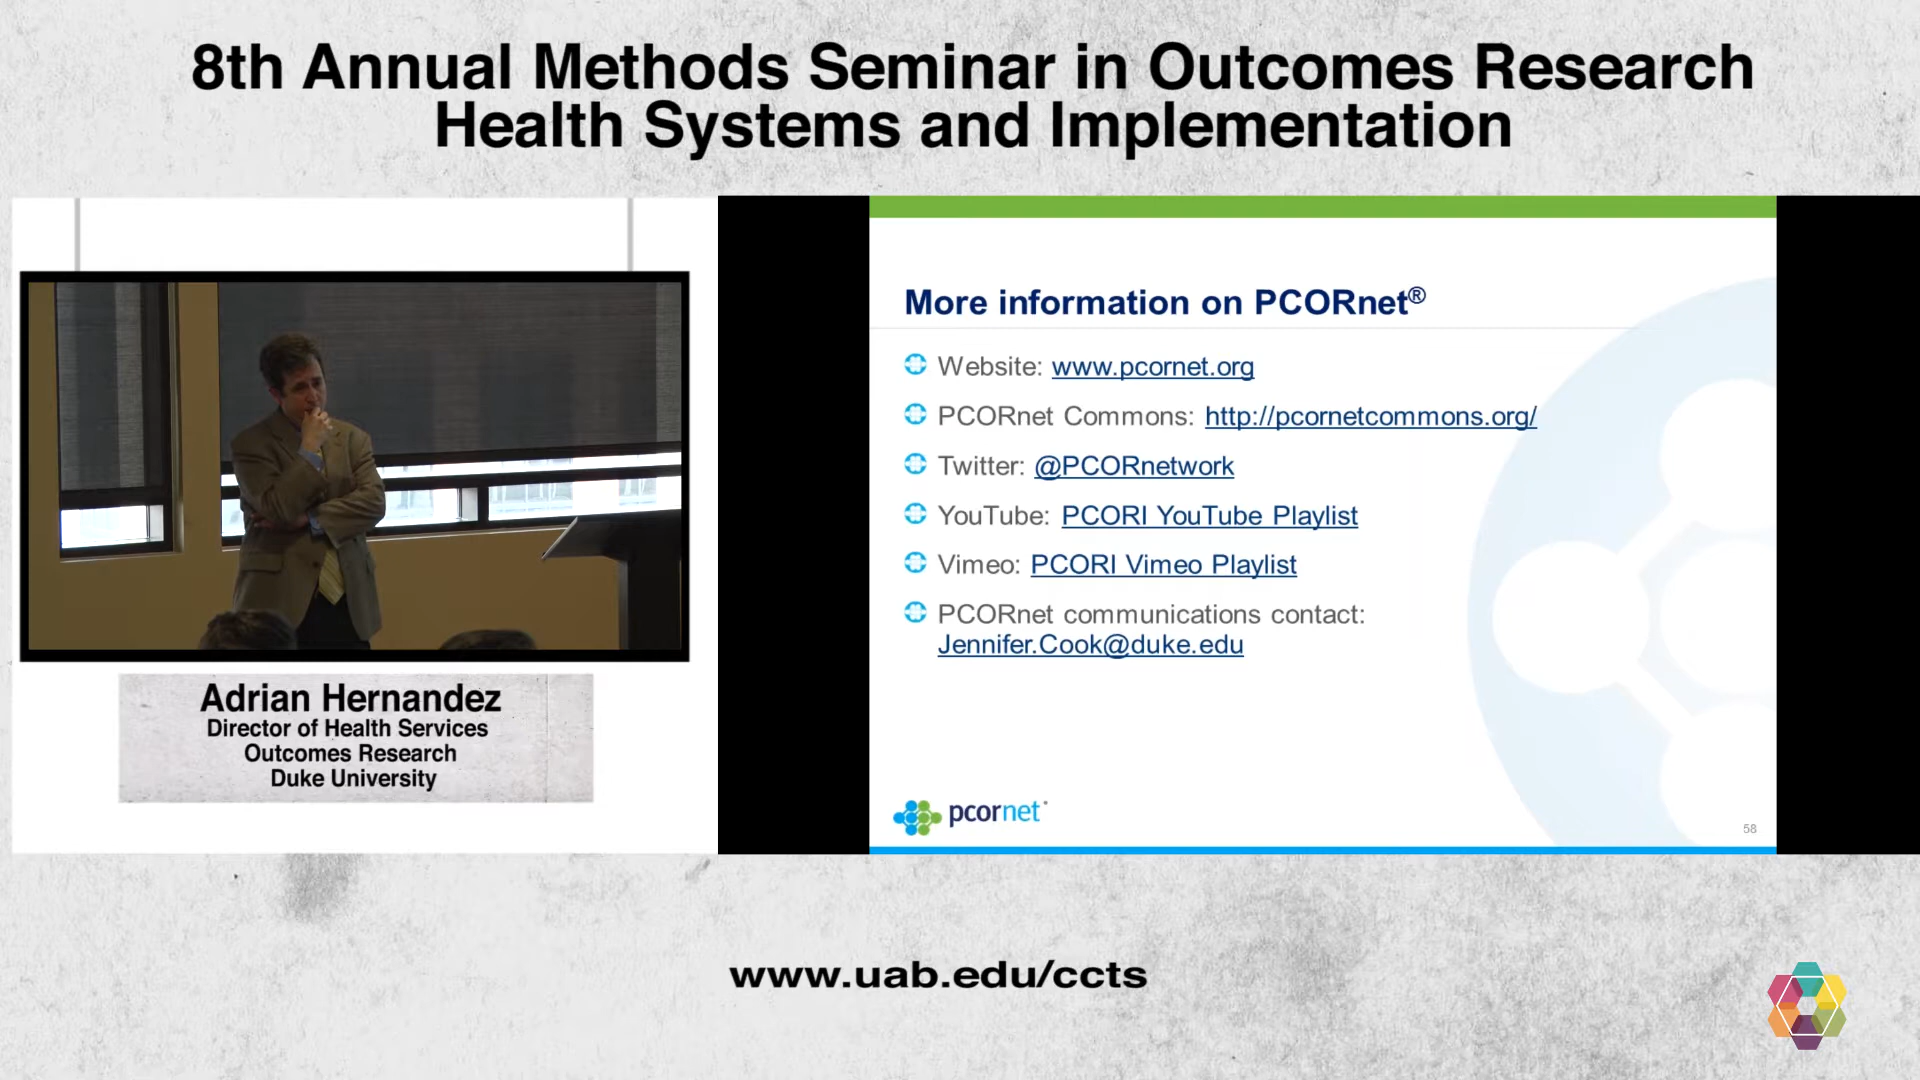 8th Annual Methods Seminar in Outcomes Research
Health Systems and Implementation
Adrian Hernandez
Director of Health Services
Outcomes Research
Duke University
More information on PCORnet®
Website: www.pcornet.org
PCORnet Commons: http://pcornetcommons.org/
Twitter: @PCORnetwork
YouTube: PCORI YouTube Playlist
Vimeo: PCORI Vimeo Playlist
PCORnet communications contact:
Jennifer.Cook@duke.edu
pcornet
58
www.uab.edu/ccts